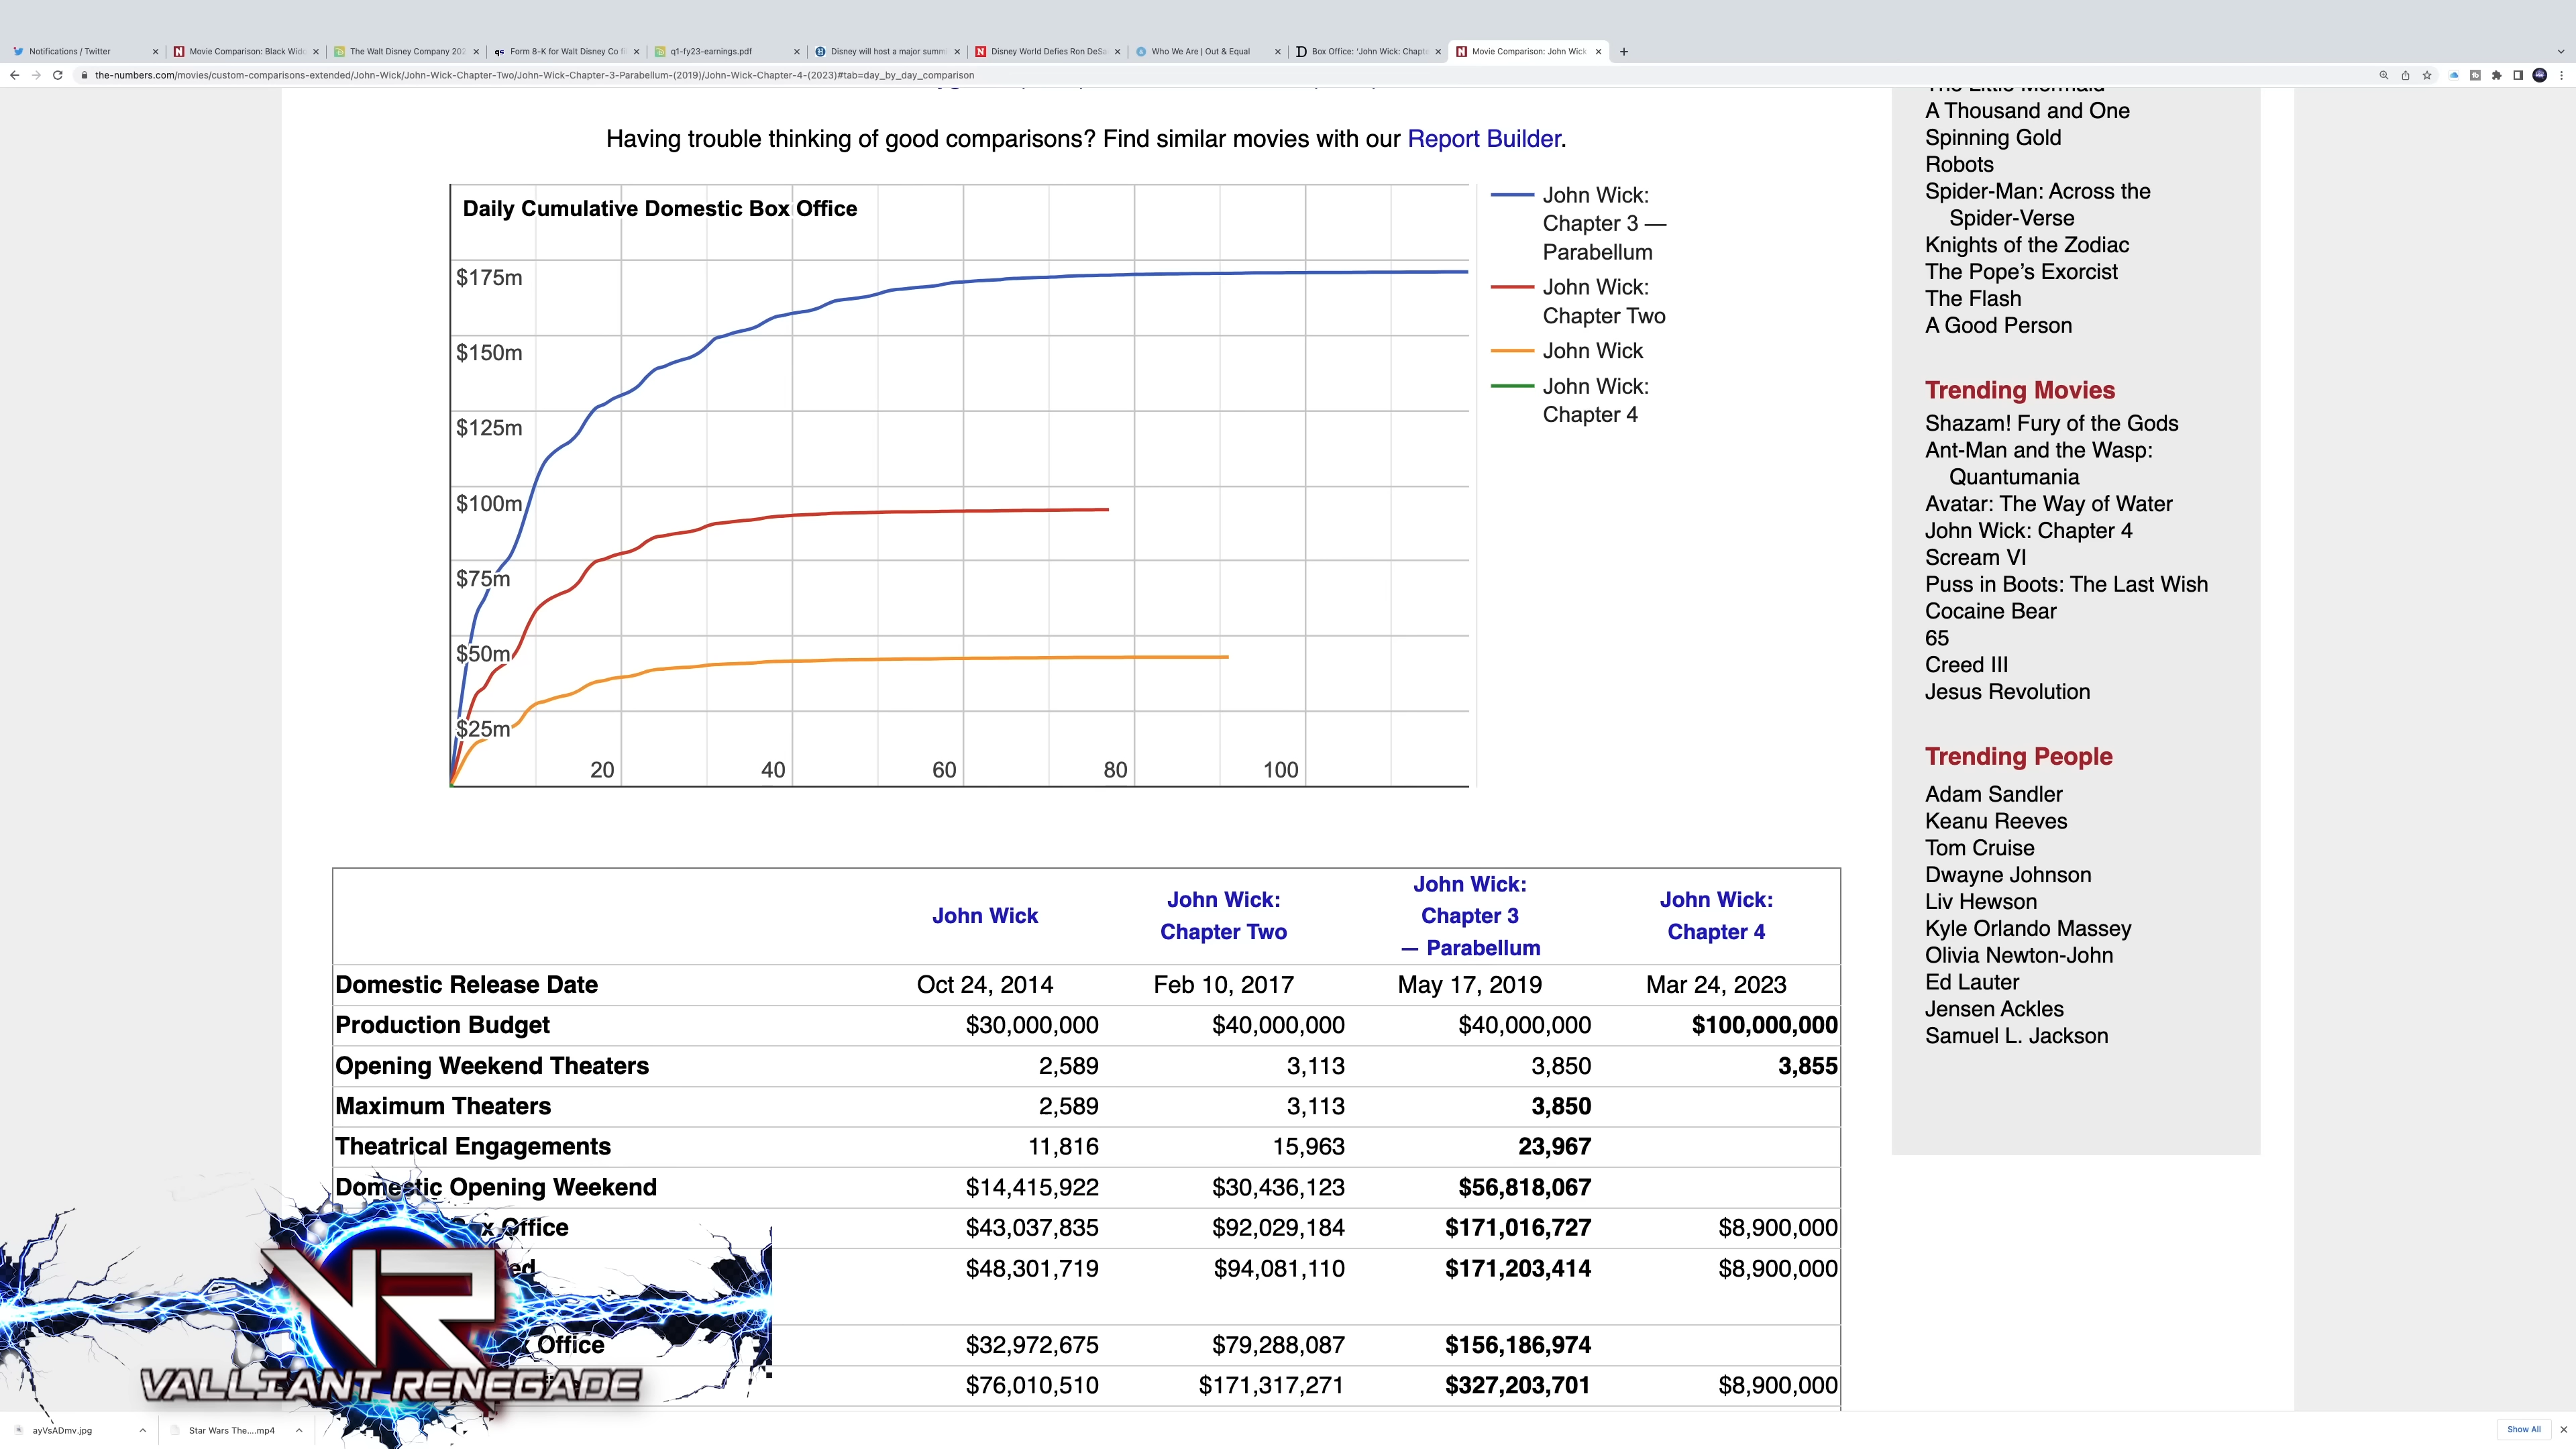 Notifications / Twitter
Movie Comparison: Black Wid
The Walt Disney Company 202
Form 8-K for Walt Disney Co fi
q1-fy23-earnings.pdf
Disney will host a major summ
Disney World Defies Ron DeSa
Who We Are | Out & Equal
Box Office: 'John Wick: Chapte
Movie Comparison: John Wick
the-numbers.com/movies/custom-comparisons-extended/John-Wick/John-Wick-Chapter-Two/John-Wick-Chapter-3-Parabellum-(2019)/John-Wick-Chapter-4-(2023)#tab=day_by_day_comparison
Having trouble thinking of good comparisons? Find similar movies with our Report Builder.
Daily Cumulative Domestic Box Office
$175m
$150m
$125m
$100m
$75m
$50m
$25m
20 40 60 80 100
John Wick:
Chapter 3 —
Parabellum
John Wick:
Chapter Two
John Wick
John Wick:
Chapter 4
John Wick
John Wick:
Chapter Two
John Wick:
Chapter 3
— Parabellum
John Wick:
Chapter 4
Domestic Release Date Oct 24, 2014 Feb 10, 2017 May 17, 2019 Mar 24, 2023
Production Budget $30,000,000 $40,000,000 $40,000,000 $100,000,000
Opening Weekend Theaters 2,589 3,113 3,850 3,855
Maximum Theaters 2,589 3,113 3,850
Theatrical Engagements 11,816 15,963 23,967
Domestic Opening Weekend $14,415,922 $30,436,123 $56,818,067
Office $43,037,835 $92,029,184 $171,016,727 $8,900,000
$48,301,719 $94,081,110 $171,203,414 $8,900,000
Office $32,972,675 $79,288,087 $156,186,974
$76,010,510 $171,317,271 $327,203,701 $8,900,000
The Little Mermaid
A Thousand and One
Spinning Gold
Robots
Spider-Man: Across the
Spider-Verse
Knights of the Zodiac
The Pope's Exorcist
The Flash
A Good Person
Trending Movies
Shazam! Fury of the Gods
Ant-Man and the Wasp:
Quantumania
Avatar: The Way of Water
John Wick: Chapter 4
Scream VI
Puss in Boots: The Last Wish
Cocaine Bear
65
Creed III
Jesus Revolution
Trending People
Adam Sandler
Keanu Reeves
Tom Cruise
Dwayne Johnson
Liv Hewson
Kyle Orlando Massey
Olivia Newton-John
Ed Lauter
Jensen Ackles
Samuel L. Jackson
VR
VALLIANT RENEGADE
ayVsADmv.jpg
Star Wars The....mp4
Show All